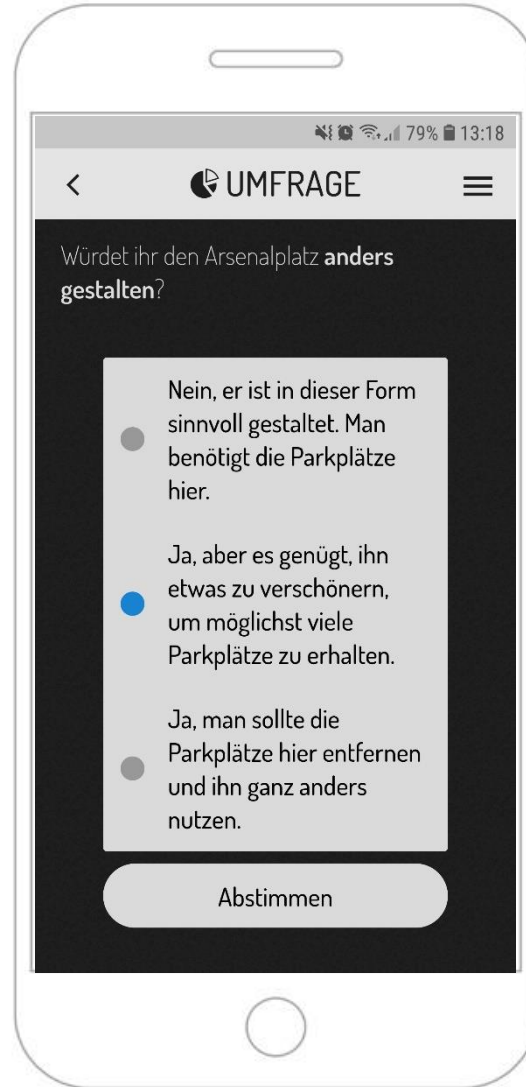 79% 13:18
UMFRAGE
Würdet ihr den Arsenalplatz anders
gestalten?
Nein, er ist in dieser Form
sinnvoll gestaltet. Man
benötigt die Parkplätze
hier.
Ja, aber es genügt, ihn
etwas zu verschönern,
um möglichst viele
Parkplätze zu erhalten.
Ja, man sollte die
Parkplätze hier entfernen
und ihn ganz anders
nutzen.
Abstimmen